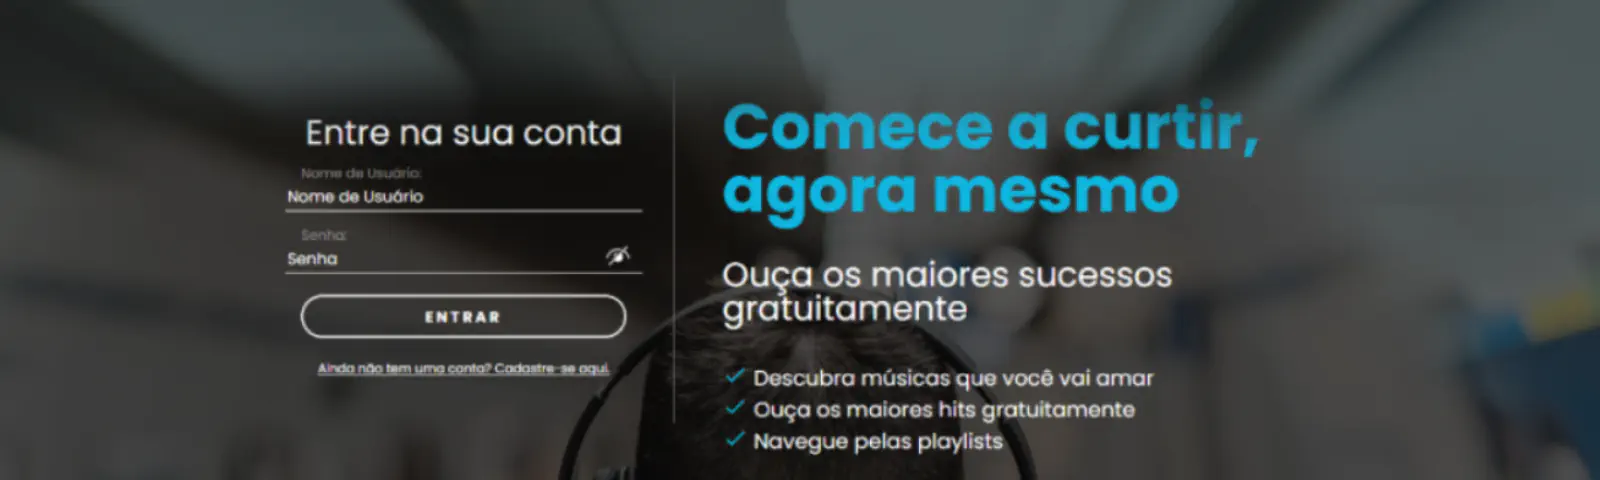 Entre na sua conta
Nome de Usuário:
Nome de Usuário
Senha:
Senha
ENTRAR
Ainda não tem uma conta? Cadastre-se aqui.
Comece a curtir,
agora mesmo
Ouça os maiores sucessos
gratuitamente
Descubra músicas que você vai amar
Ouça os maiores hits gratuitamente
Navegue pelas playlists